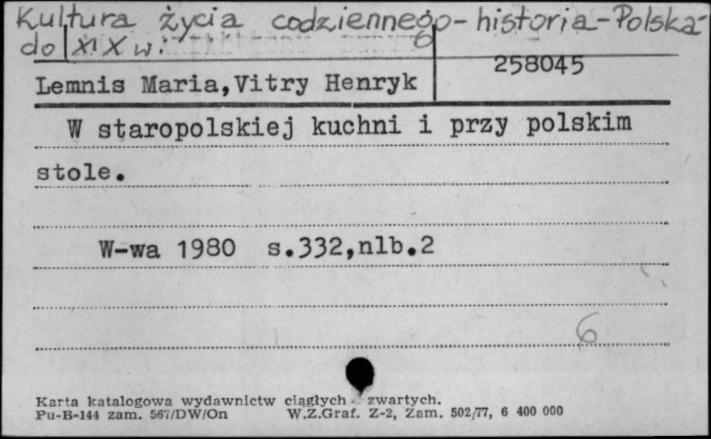 Kultura życia codziennego - historia - Polska -
do XIX w.
258045
Lemnis Maria,Vitry Henryk
W staropolskiej kuchni i przy polskim
stole.
W-wa 1980 s.332,nlb.2
6
Karta katalogowa wydawnictw ciągłych - zwartych.
Pu-B-144 zam. 567/DW/On W.Z.Graf. Z-2, Zam. 502/77, 6 400 000